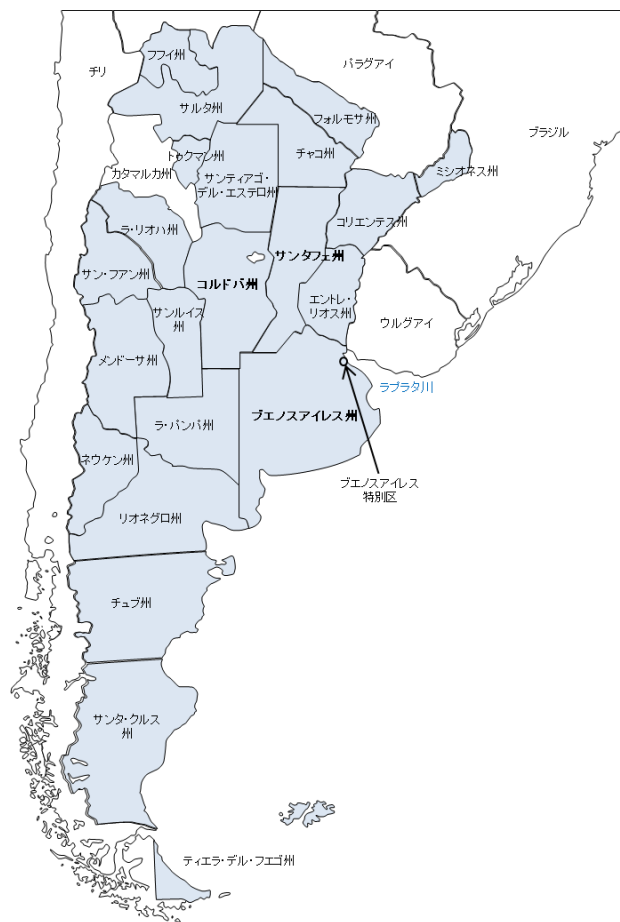 フフイ州
チリ
パラグアイ
サルタ州
フォルモサ州
ブラジル
トゥクマン州
チャコ州
カタマルカ州
サンティアゴ・
デル・エステロ州
ミシオネス州
ラ・リオハ州
コリエンテス州
サンタフェ州
サン・フアン州
コルドバ州
サンルイス
州
エントレ・
リオス州
ウルグアイ
メンドーサ州
ラプラタ川
ラ・パンパ州
ブエノスアイレス州
ネウケン州
ブエノスアイレス
特別区
リオネグロ州
チュブ州
サンタ・クルス
州
ティエラ・デル・フエゴ州